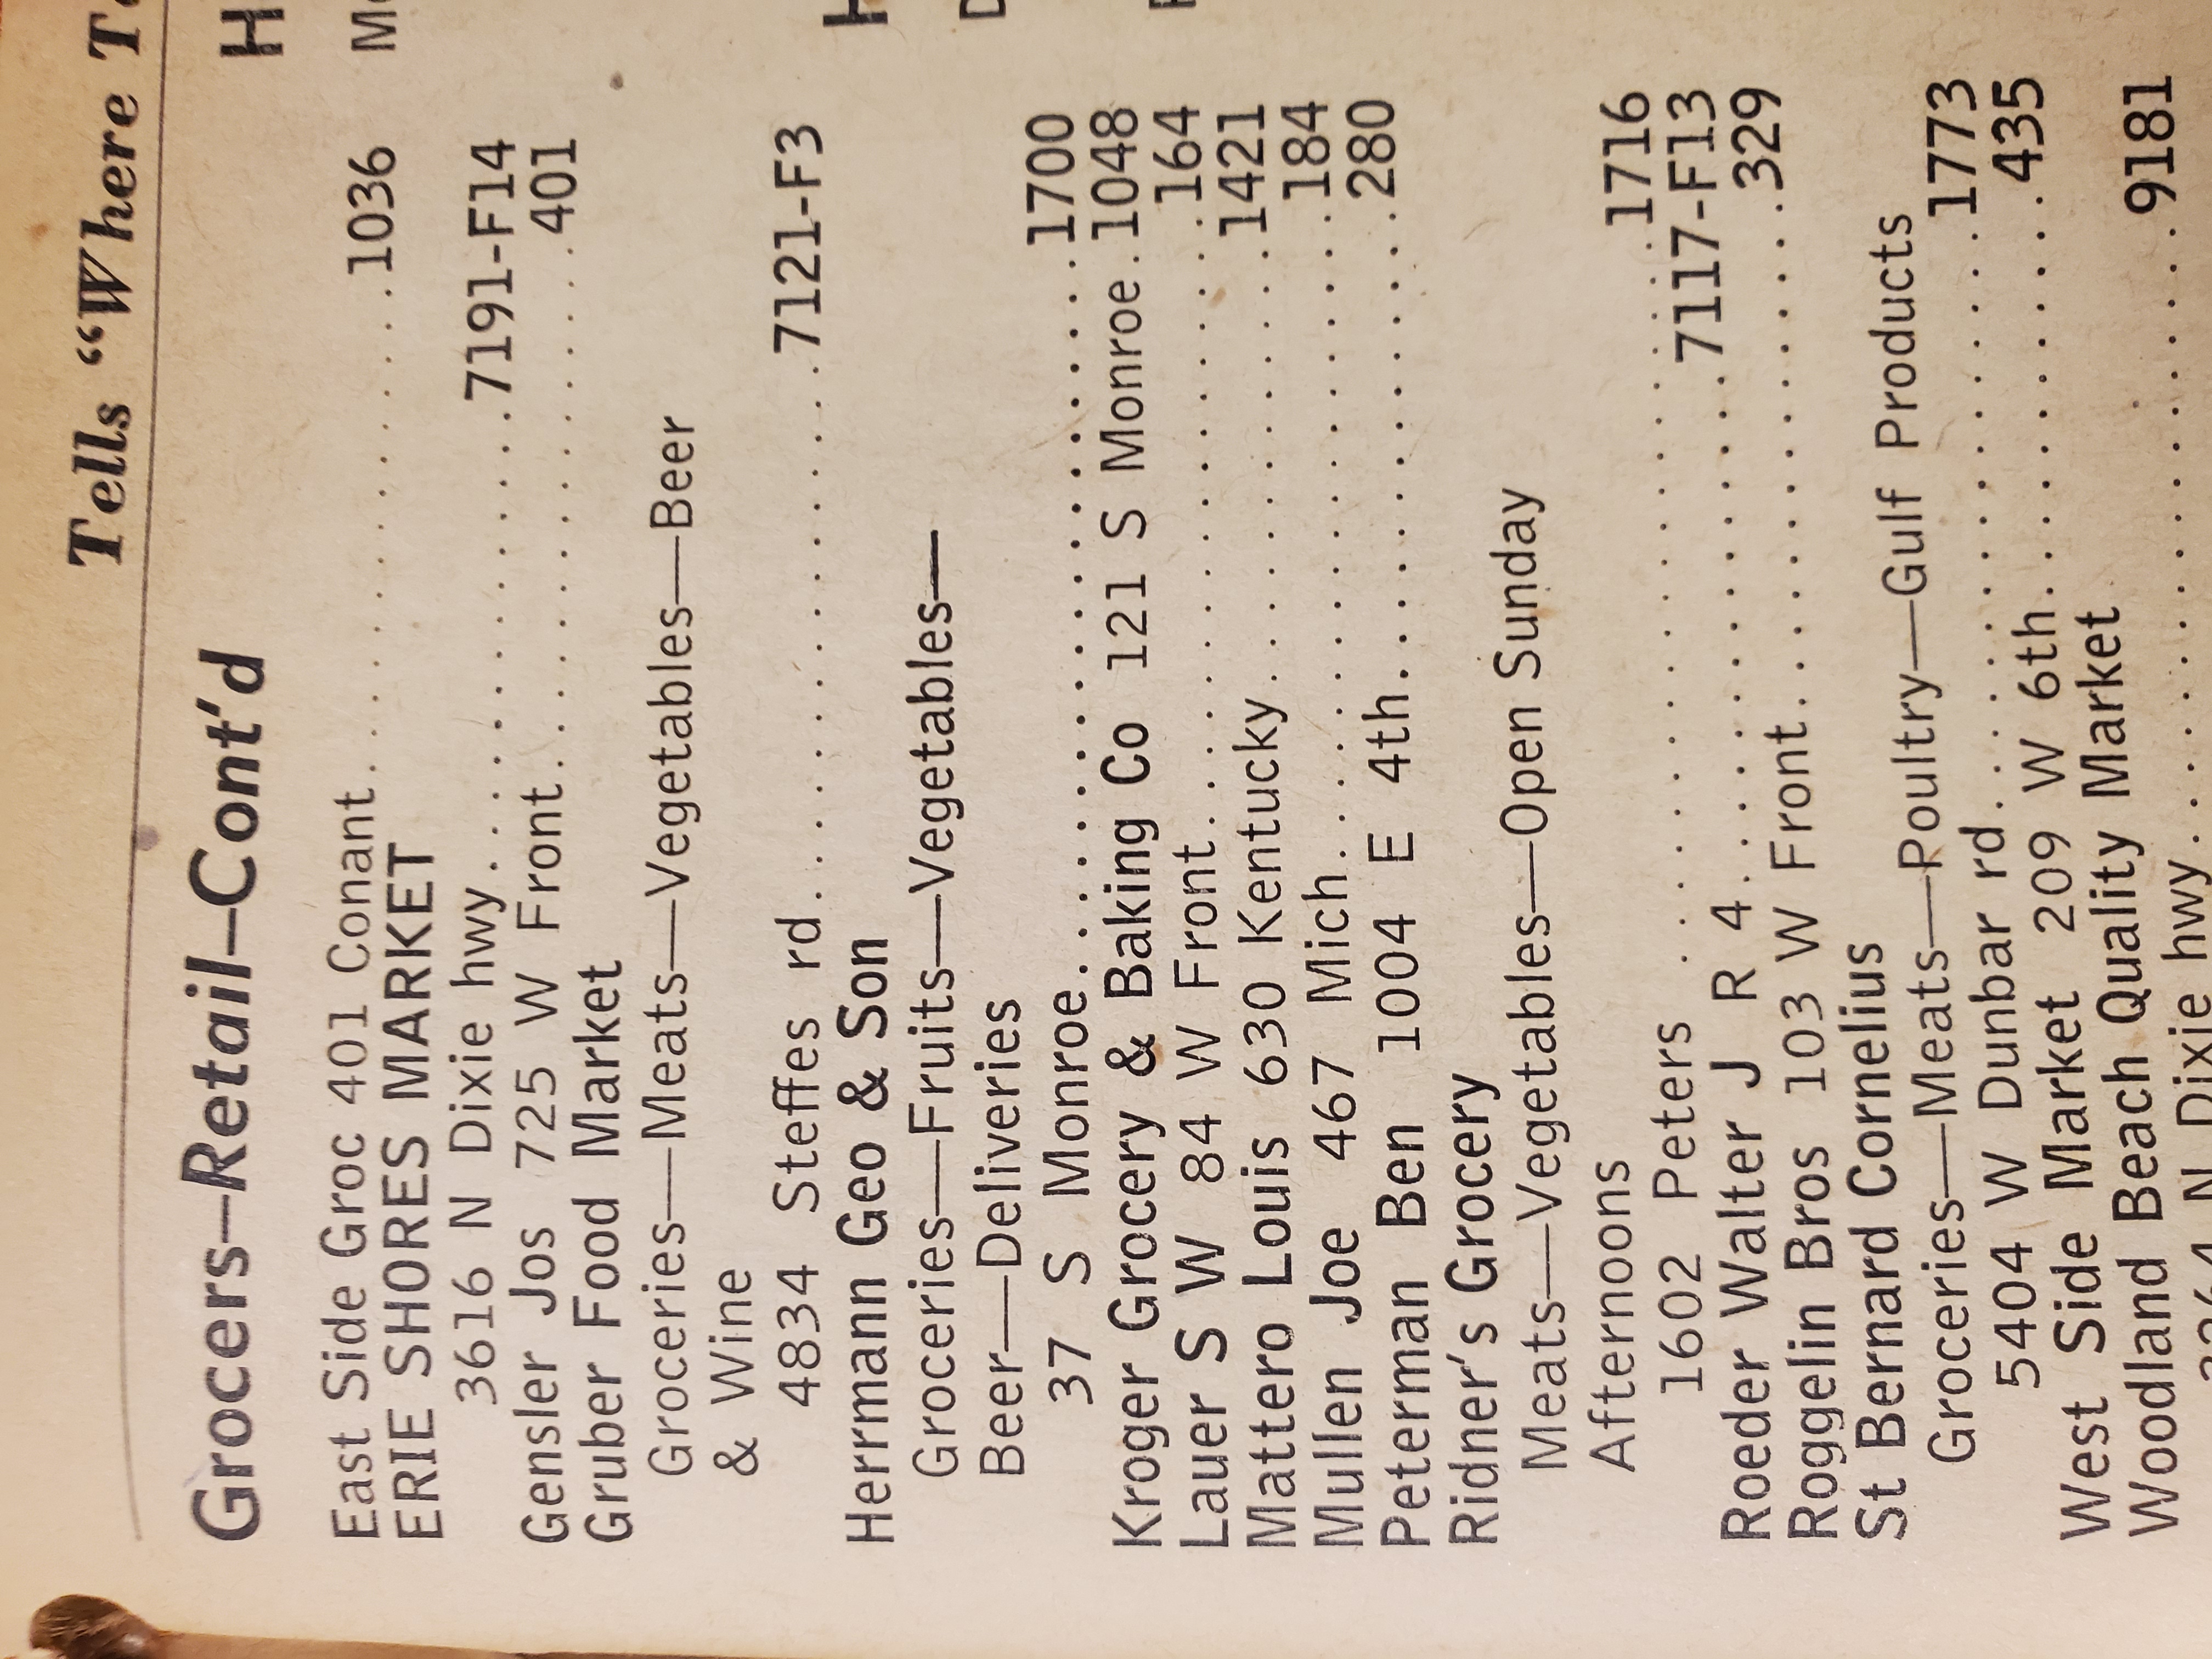 Tells "Where T
Grocers—Retail—Cont'd
East Side Groc 401 Conant....................1036
ERIE SHORES MARKET
3616 N Dixie hwy...............7191-F14
Gensler Jos 725 W Front.................401
Gruber Food Market
Groceries—Meats—Vegetables—Beer
& Wine
4834 Steffes rd.................7121-F3
Herrmann Geo & Son
Groceries—Fruits—Vegetables—
Beer—Deliveries
37 S Monroe....................1700
Kroger Grocery & Baking Co 121 S Monroe.1048
Lauer S W 84 W Front....................164
Mattero Louis 630 Kentucky..............1421
Mullen Joe 467 Mich.....................184
Peterman Ben 1004 E 4th................280
Ridner's Grocery
Meats—Vegetables—Open Sunday
Afternoons
1602 Peters ....................1716
Roeder Walter J R 4................7117-F13
Roggelin Bros 103 W Front..............329
St Bernard Cornelius
Groceries—Meats—Poultry—Gulf Products
5404 W Dunbar rd....................1773
West Side Market 209 W 6th.............435
Woodland Beach Quality Market
N Dixie hwy....................9181
H